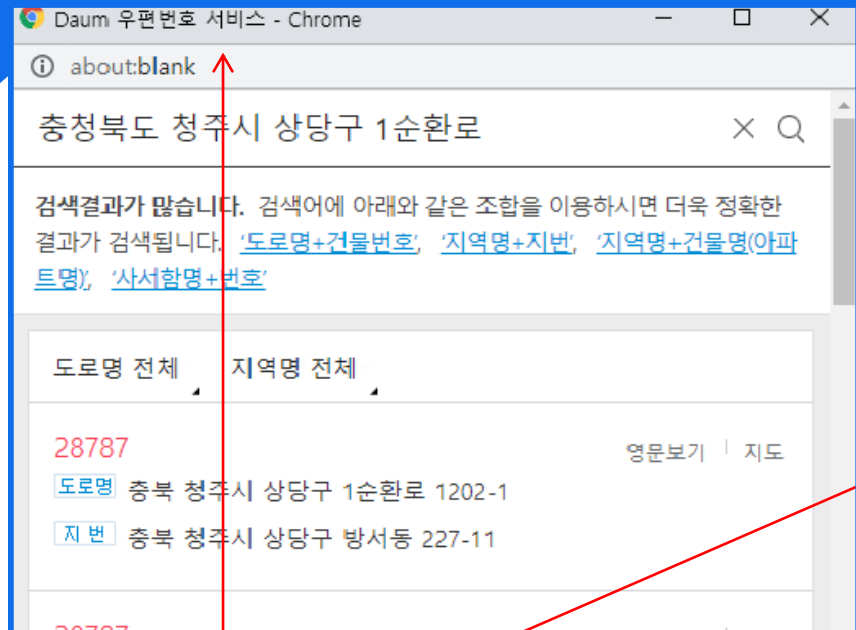 Daum 우편번호 서비스 - Chrome
about:blank
충청북도 청주시 상당구 1순환로
검색결과가 많습니다. 검색어에 아래와 같은 조합을 이용하시면 더욱 정확한
결과가 검색됩니다. '도로명+건물번호', '지역명+지번', '지역명+건물명(아파
트명)', '사서함명+번호'
도로명 전체 지역명 전체
28787 영문보기 지도
도로명 충북 청주시 상당구 1순환로 1202-1
지번 충북 청주시 상당구 방서동 227-11